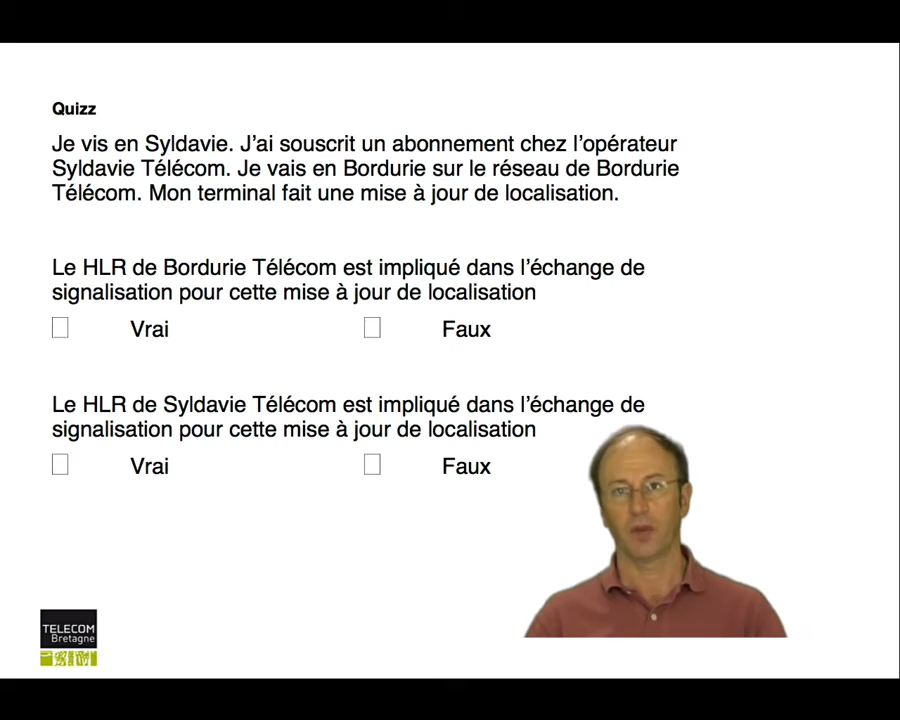 Quizz
Je vis en Syldavie. J'ai souscrit un abonnement chez l'opérateur
Syldavie Télécom. Je vais en Bordurie sur le réseau de Bordurie
Télécom. Mon terminal fait une mise à jour de localisation.
Le HLR de Bordurie Télécom est impliqué dans l'échange de
signalisation pour cette mise à jour de localisation
Vrai Faux
Le HLR de Syldavie Télécom est impliqué dans l'échange de
signalisation pour cette mise à jour de localisation
Vrai Faux
TELECOM
Bretagne